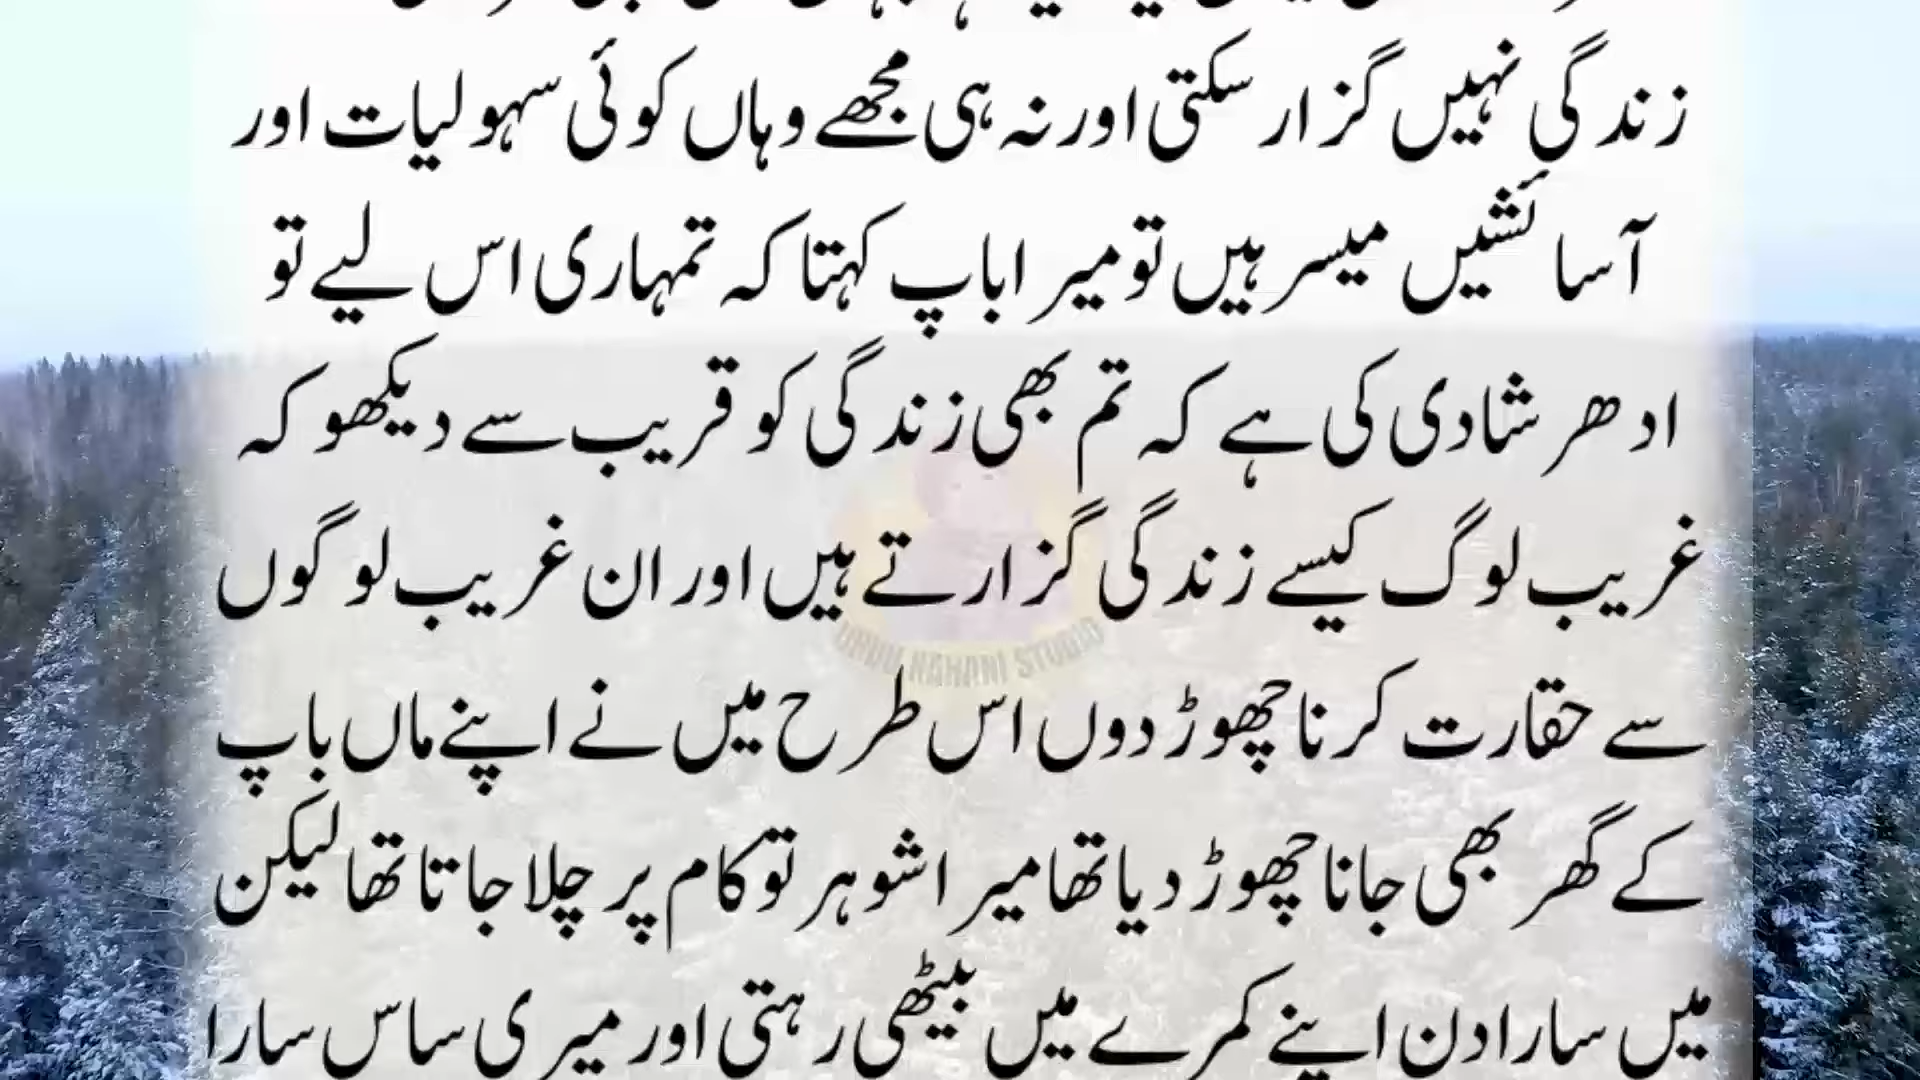 زندگی نہیں گزار سکتی اور نہ ہی مجھے وہاں کوئی سہولیات اور
آسائشیں میسر ہیں تو میرا باپ کہتا کہ تمہاری اس لیے تو
ادھر شادی کی ہے کہ تم بھی زندگی کو قریب سے دیکھو کہ
غریب لوگ کیسے زندگی گزارتے ہیں اور ان غریب لوگوں
سے حقارت کرنا چھوڑ دوں اس طرح میں نے اپنے ماں باپ
کے گھر بھی جانا چھوڑ دیا تھا میرا شوہر تو کام پر چلا جاتا تھا لیکن
میں سارا دن اپنے کمرے میں بیٹھی رہتی اور میری ساس سارا
URDU KAHANI STUDIO